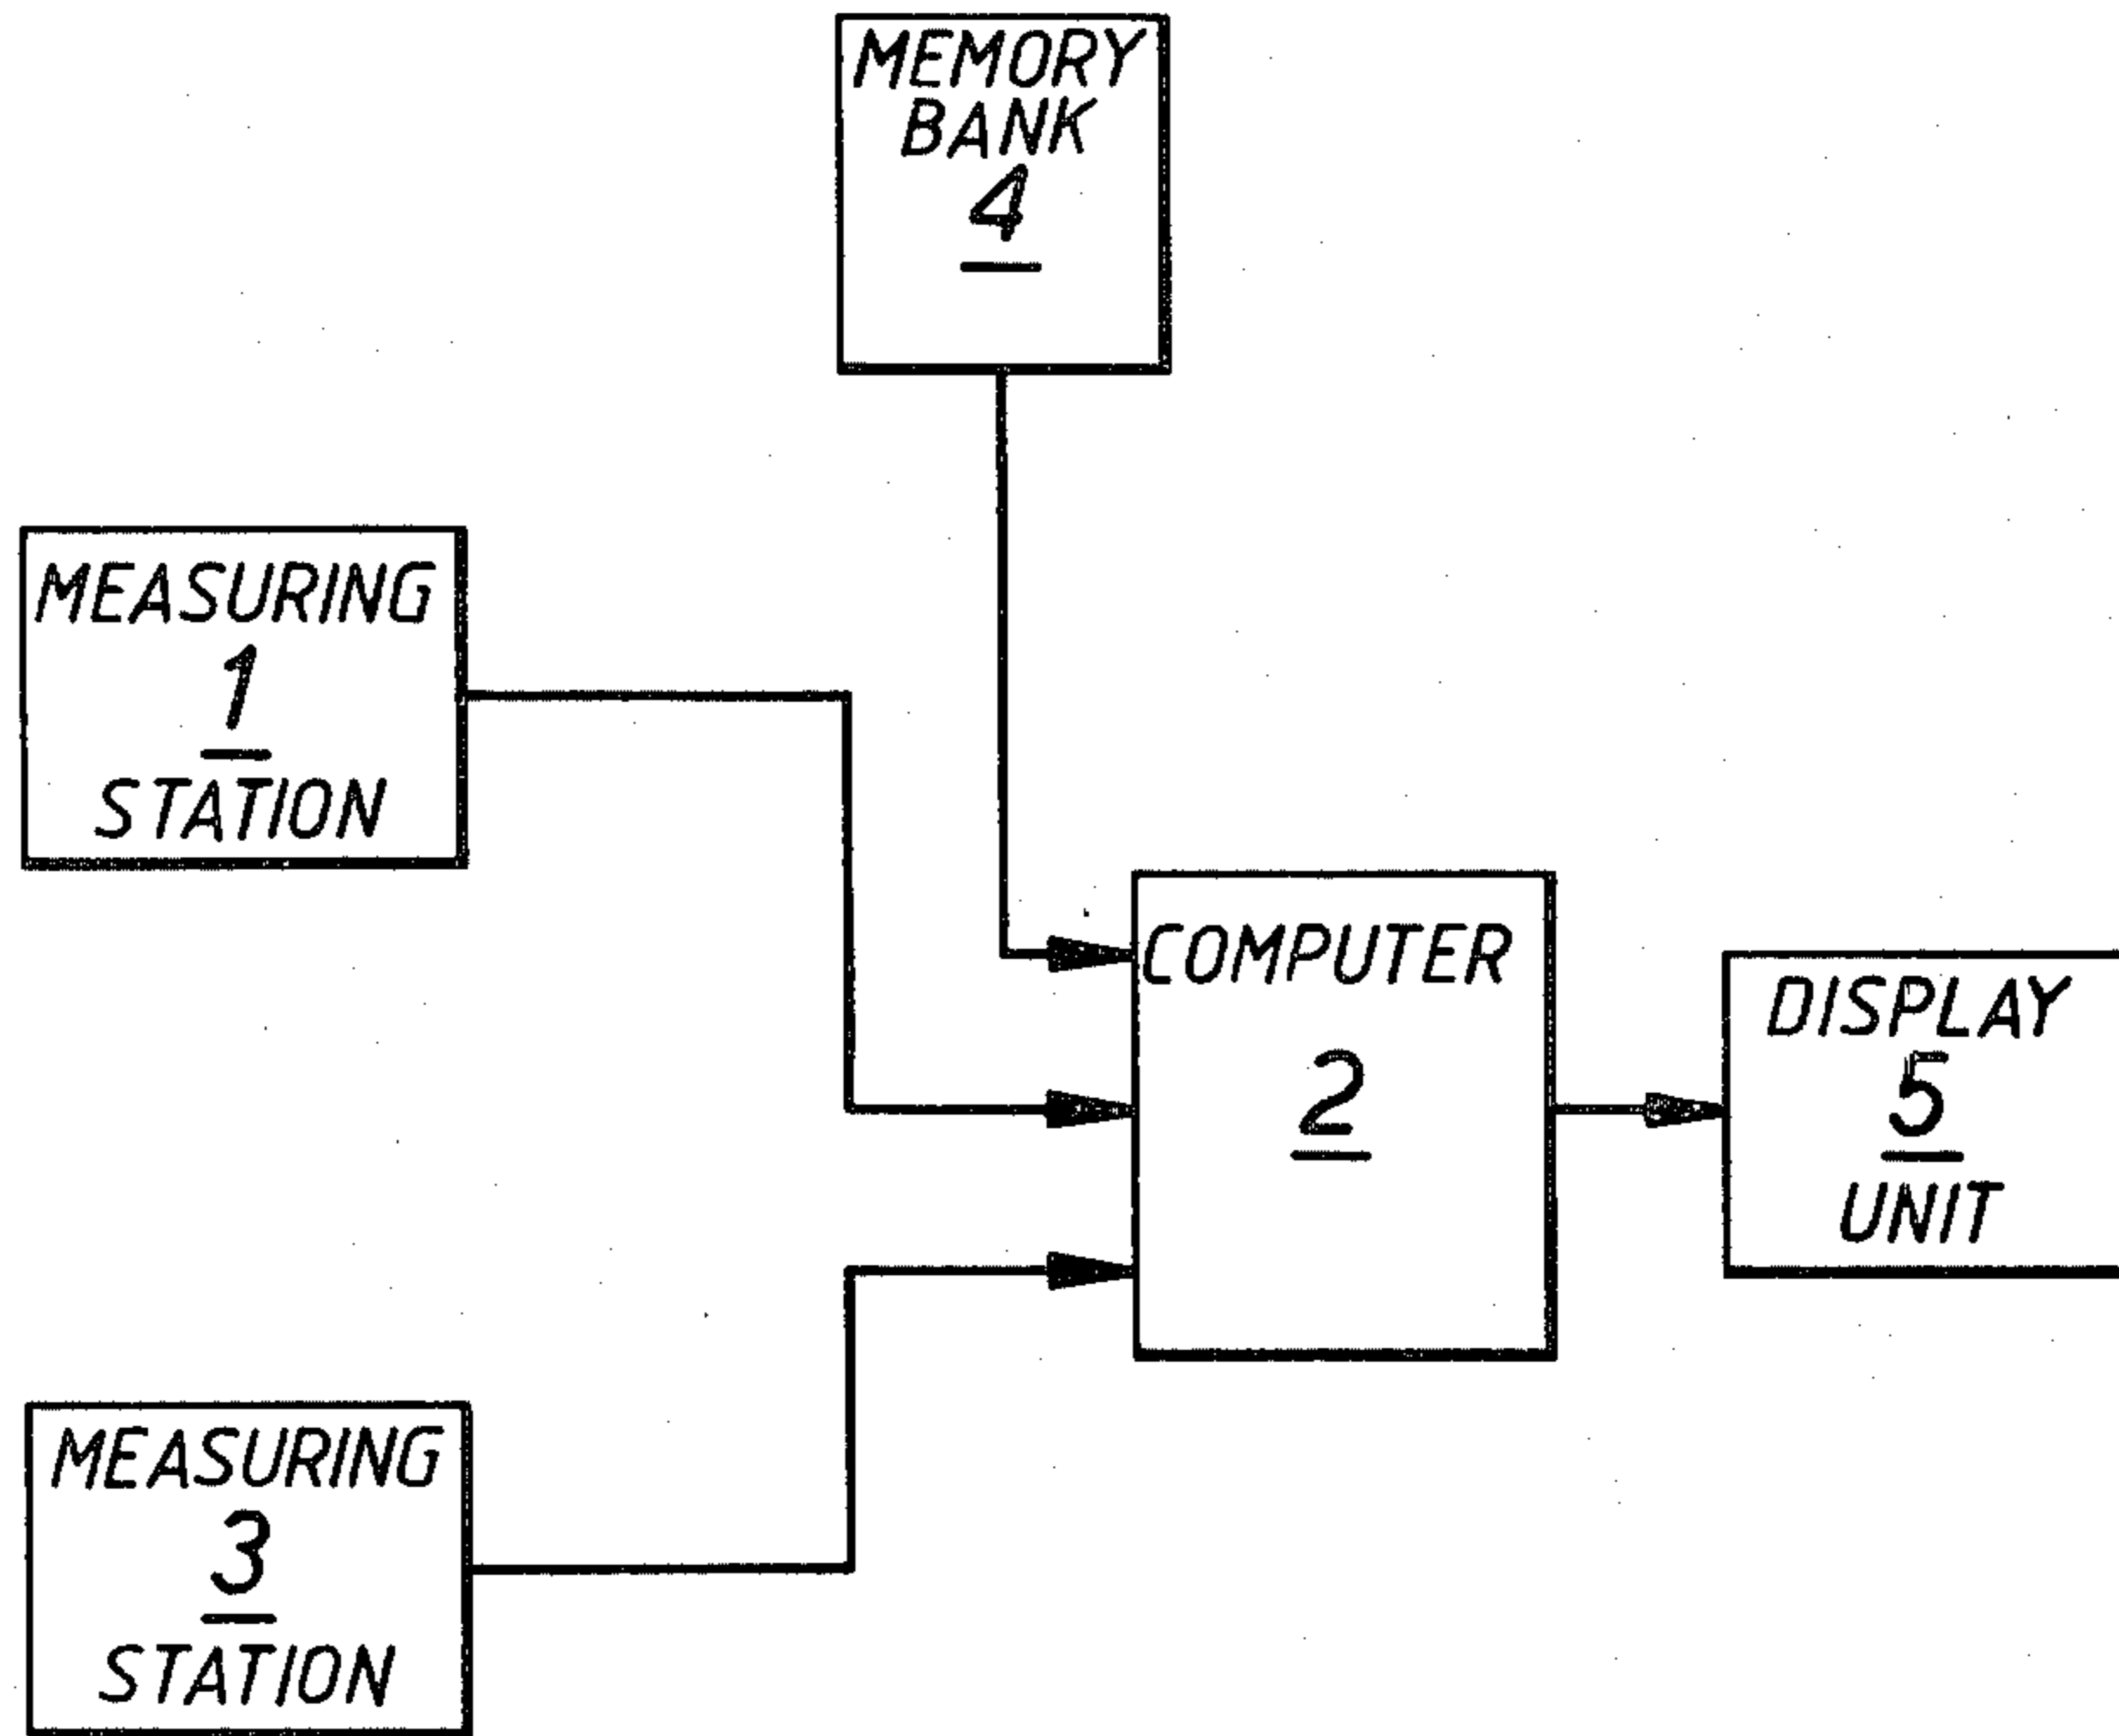 MEMORY
BANK
4
MEASURING
1
STATION
COMPUTER
2
DISPLAY
5
UNIT
MEASURING
3
STATION